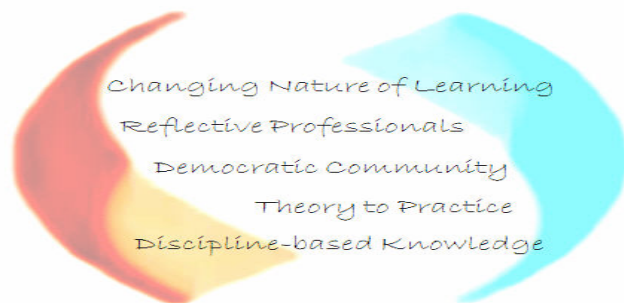 Changing Nature of Learning
Reflective Professionals
Democratic Community
Theory to Practice
Discipline-based Knowledge